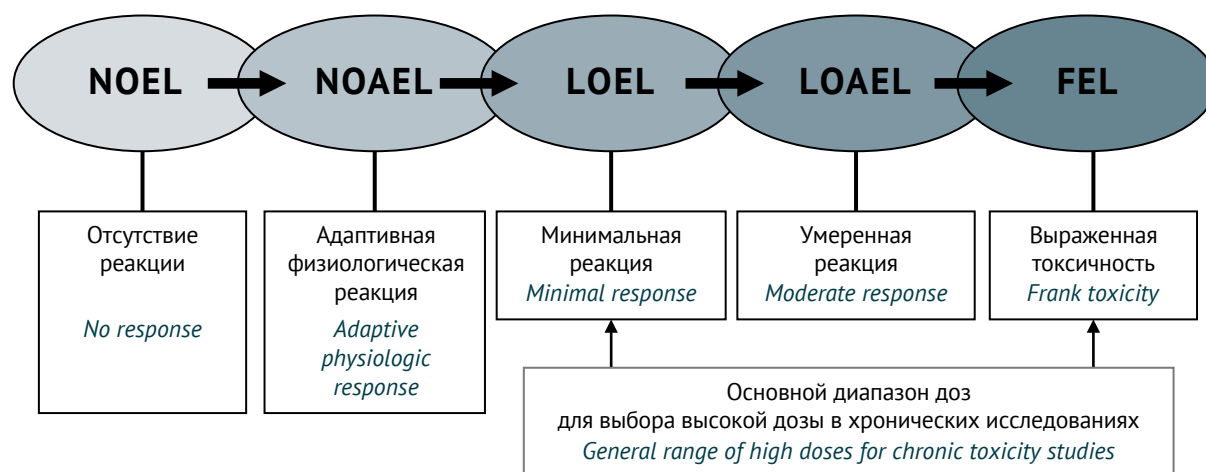 NOEL
NOAEL
LOEL
LOAEL
FEL
Отсутствие
реакции
No response
Адаптивная
физиологическая
реакция
Adaptive
physiologic
response
Минимальная
реакция
Minimal response
Умеренная
реакция
Moderate response
Выраженная
токсичность
Frank toxicity
Основной диапазон доз
для выбора высокой дозы в хронических исследованиях
General range of high doses for chronic toxicity studies